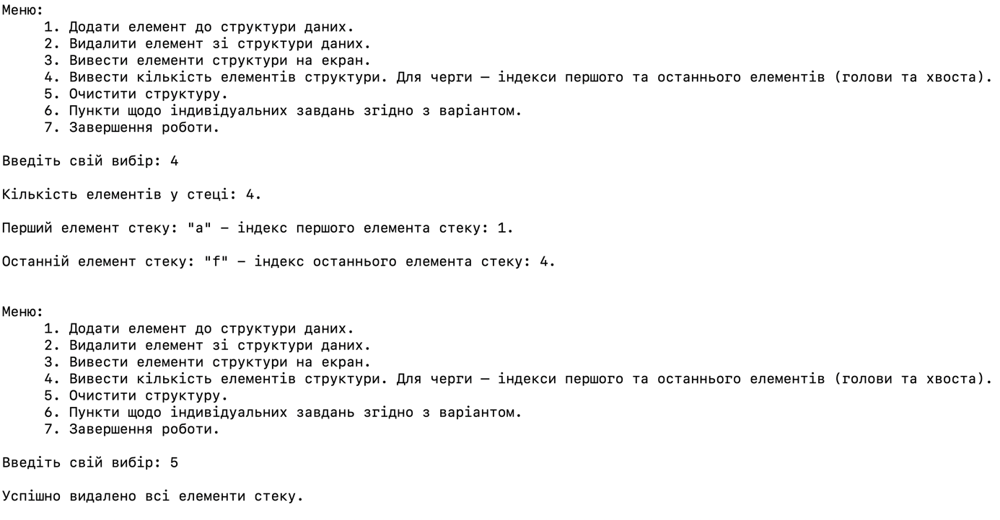 Меню:
1. Додати елемент до структури даних.
2. Видалити елемент зі структури даних.
3. Вивести елементи структури на екран.
4. Вивести кількість елементів структури. Для черги — індекси першого та останнього елементів (голови та хвоста).
5. Очистити структуру.
6. Пункти щодо індивідуальних завдань згідно з варіантом.
7. Завершення роботи.
Введіть свій вибір: 4
Кількість елементів у стеці: 4.
Перший елемент стеку: "a" – індекс першого елемента стеку: 1.
Останній елемент стеку: "f" – індекс останнього елемента стеку: 4.
Меню:
1. Додати елемент до структури даних.
2. Видалити елемент зі структури даних.
3. Вивести елементи структури на екран.
4. Вивести кількість елементів структури. Для черги — індекси першого та останнього елементів (голови та хвоста).
5. Очистити структуру.
6. Пункти щодо індивідуальних завдань згідно з варіантом.
7. Завершення роботи.
Введіть свій вибір: 5
Успішно видалено всі елементи стеку.